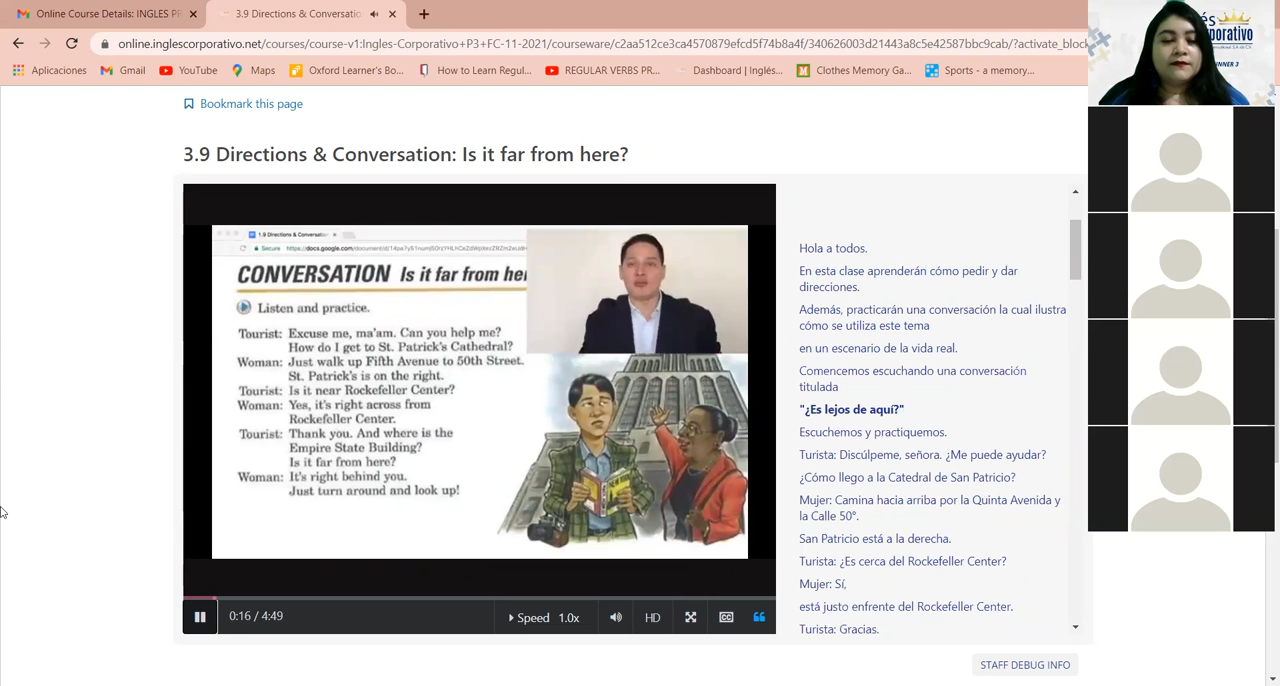 Online Course Details: INGLES PR
3.9 Directions & Conversation
online.inglescorporativo.net/courses/course-v1:Ingles-Corporativo+P3+FC-11-2021/courseware/c2aa512ce3ca4570879efcd5f74b8a4f/340626003d21443a8c5e42587bbc9cab/?activate_block
Aplicaciones
Gmail
YouTube
Maps
Oxford Learner's Bo...
How to Learn Regul...
REGULAR VERBS PR...
Dashboard | Inglés...
Clothes Memory Ga...
Sports - a memory...
Bookmark this page
3.9 Directions & Conversation: Is it far from here?
1.9 Directions & Conversation
Secure
CONVERSATION Is it far from her
Listen and practice.
Tourist: Excuse me, ma'am. Can you help me?
How do I get to St. Patrick's Cathedral?
Woman: Just walk up Fifth Avenue to 50th Street.
St. Patrick's is on the right.
Tourist: Is it near Rockefeller Center?
Woman: Yes, it's right across from
Rockefeller Center.
Tourist: Thank you. And where is the
Empire State Building?
Is it far from here?
Woman: It's right behind you.
Just turn around and look up!
0:16 / 4:49
Speed 1.0x
HD
CC
Hola a todos.
En esta clase aprenderán cómo pedir y dar
direcciones.
Además, practicarán una conversación la cual ilustra
cómo se utiliza este tema
en un escenario de la vida real.
Comencemos escuchando una conversación
titulada
"¿Es lejos de aquí?"
Escuchemos y practiquemos.
Turista: Discúlpeme, señora. ¿Me puede ayudar?
¿Cómo llego a la Catedral de San Patricio?
Mujer: Camina hacia arriba por la Quinta Avenida y
la Calle 50°.
San Patricio está a la derecha.
Turista: ¿Es cerca del Rockefeller Center?
Mujer: Sí,
está justo enfrente del Rockefeller Center.
Turista: Gracias.
STAFF DEBUG INFO